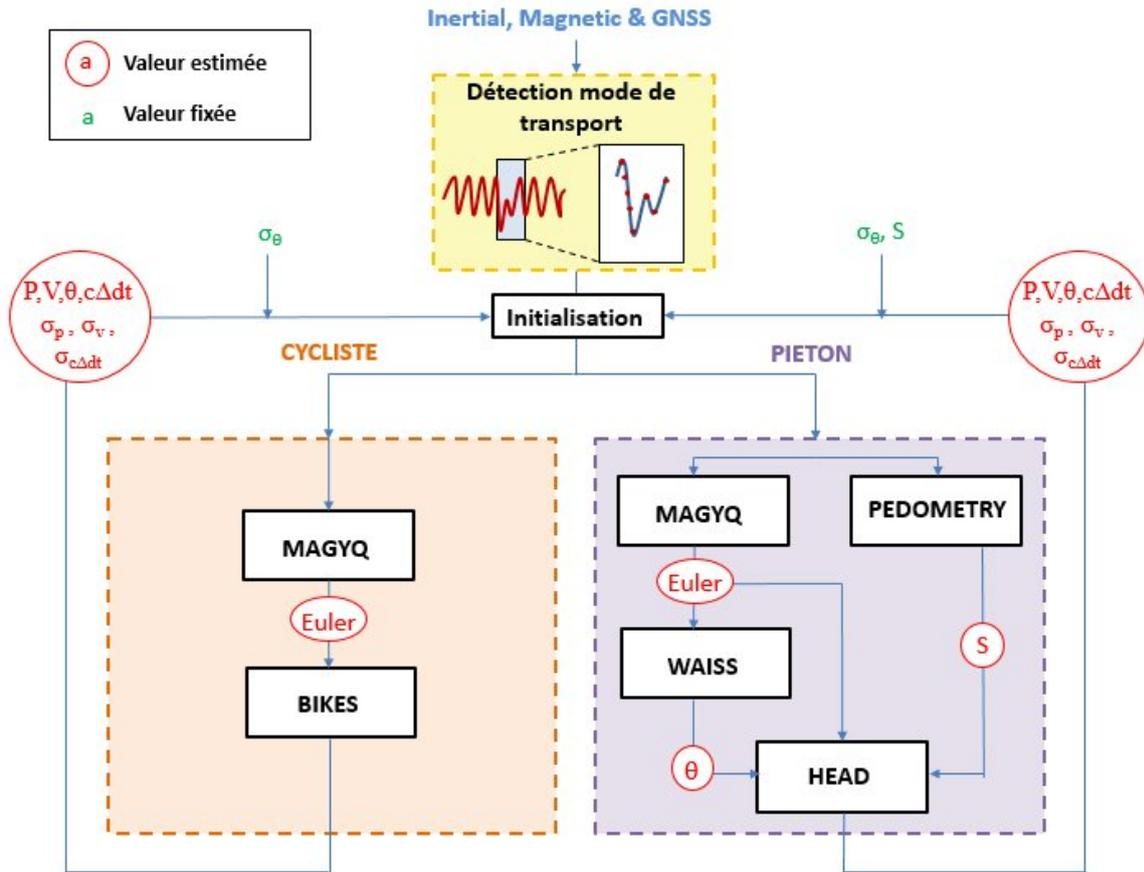 Inertial, Magnetic & GNSS
a Valeur estimée
a Valeur fixée
Détection mode de
transport
σθ
σθ, S
P,V,θ,cΔdt
σp , σv ,
σcΔdt
Initialisation
P,V,θ,cΔdt
σp , σv ,
σcΔdt
CYCLISTE
PIETON
MAGYQ
Euler
BIKES
MAGYQ
PEDOMETRY
Euler
S
WAISS
θ
HEAD